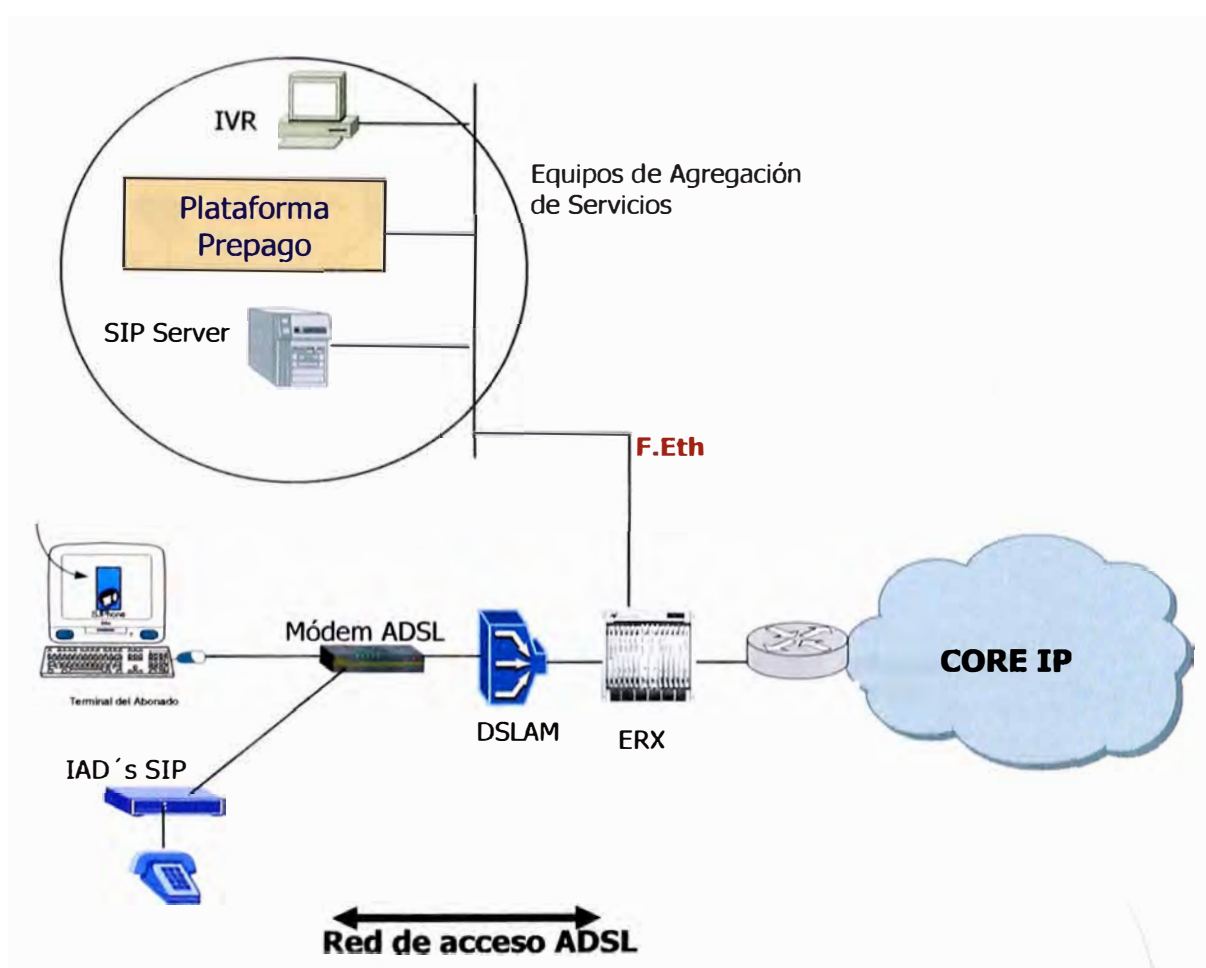 IVR
Equipos de Agregación
de Servicios
Plataforma
Prepago
SIP Server
F.Eth
Módem ADSL
CORE IP
Terminal del Abonado
DSLAM
ERX
IAD´s SIP
Red de acceso ADSL